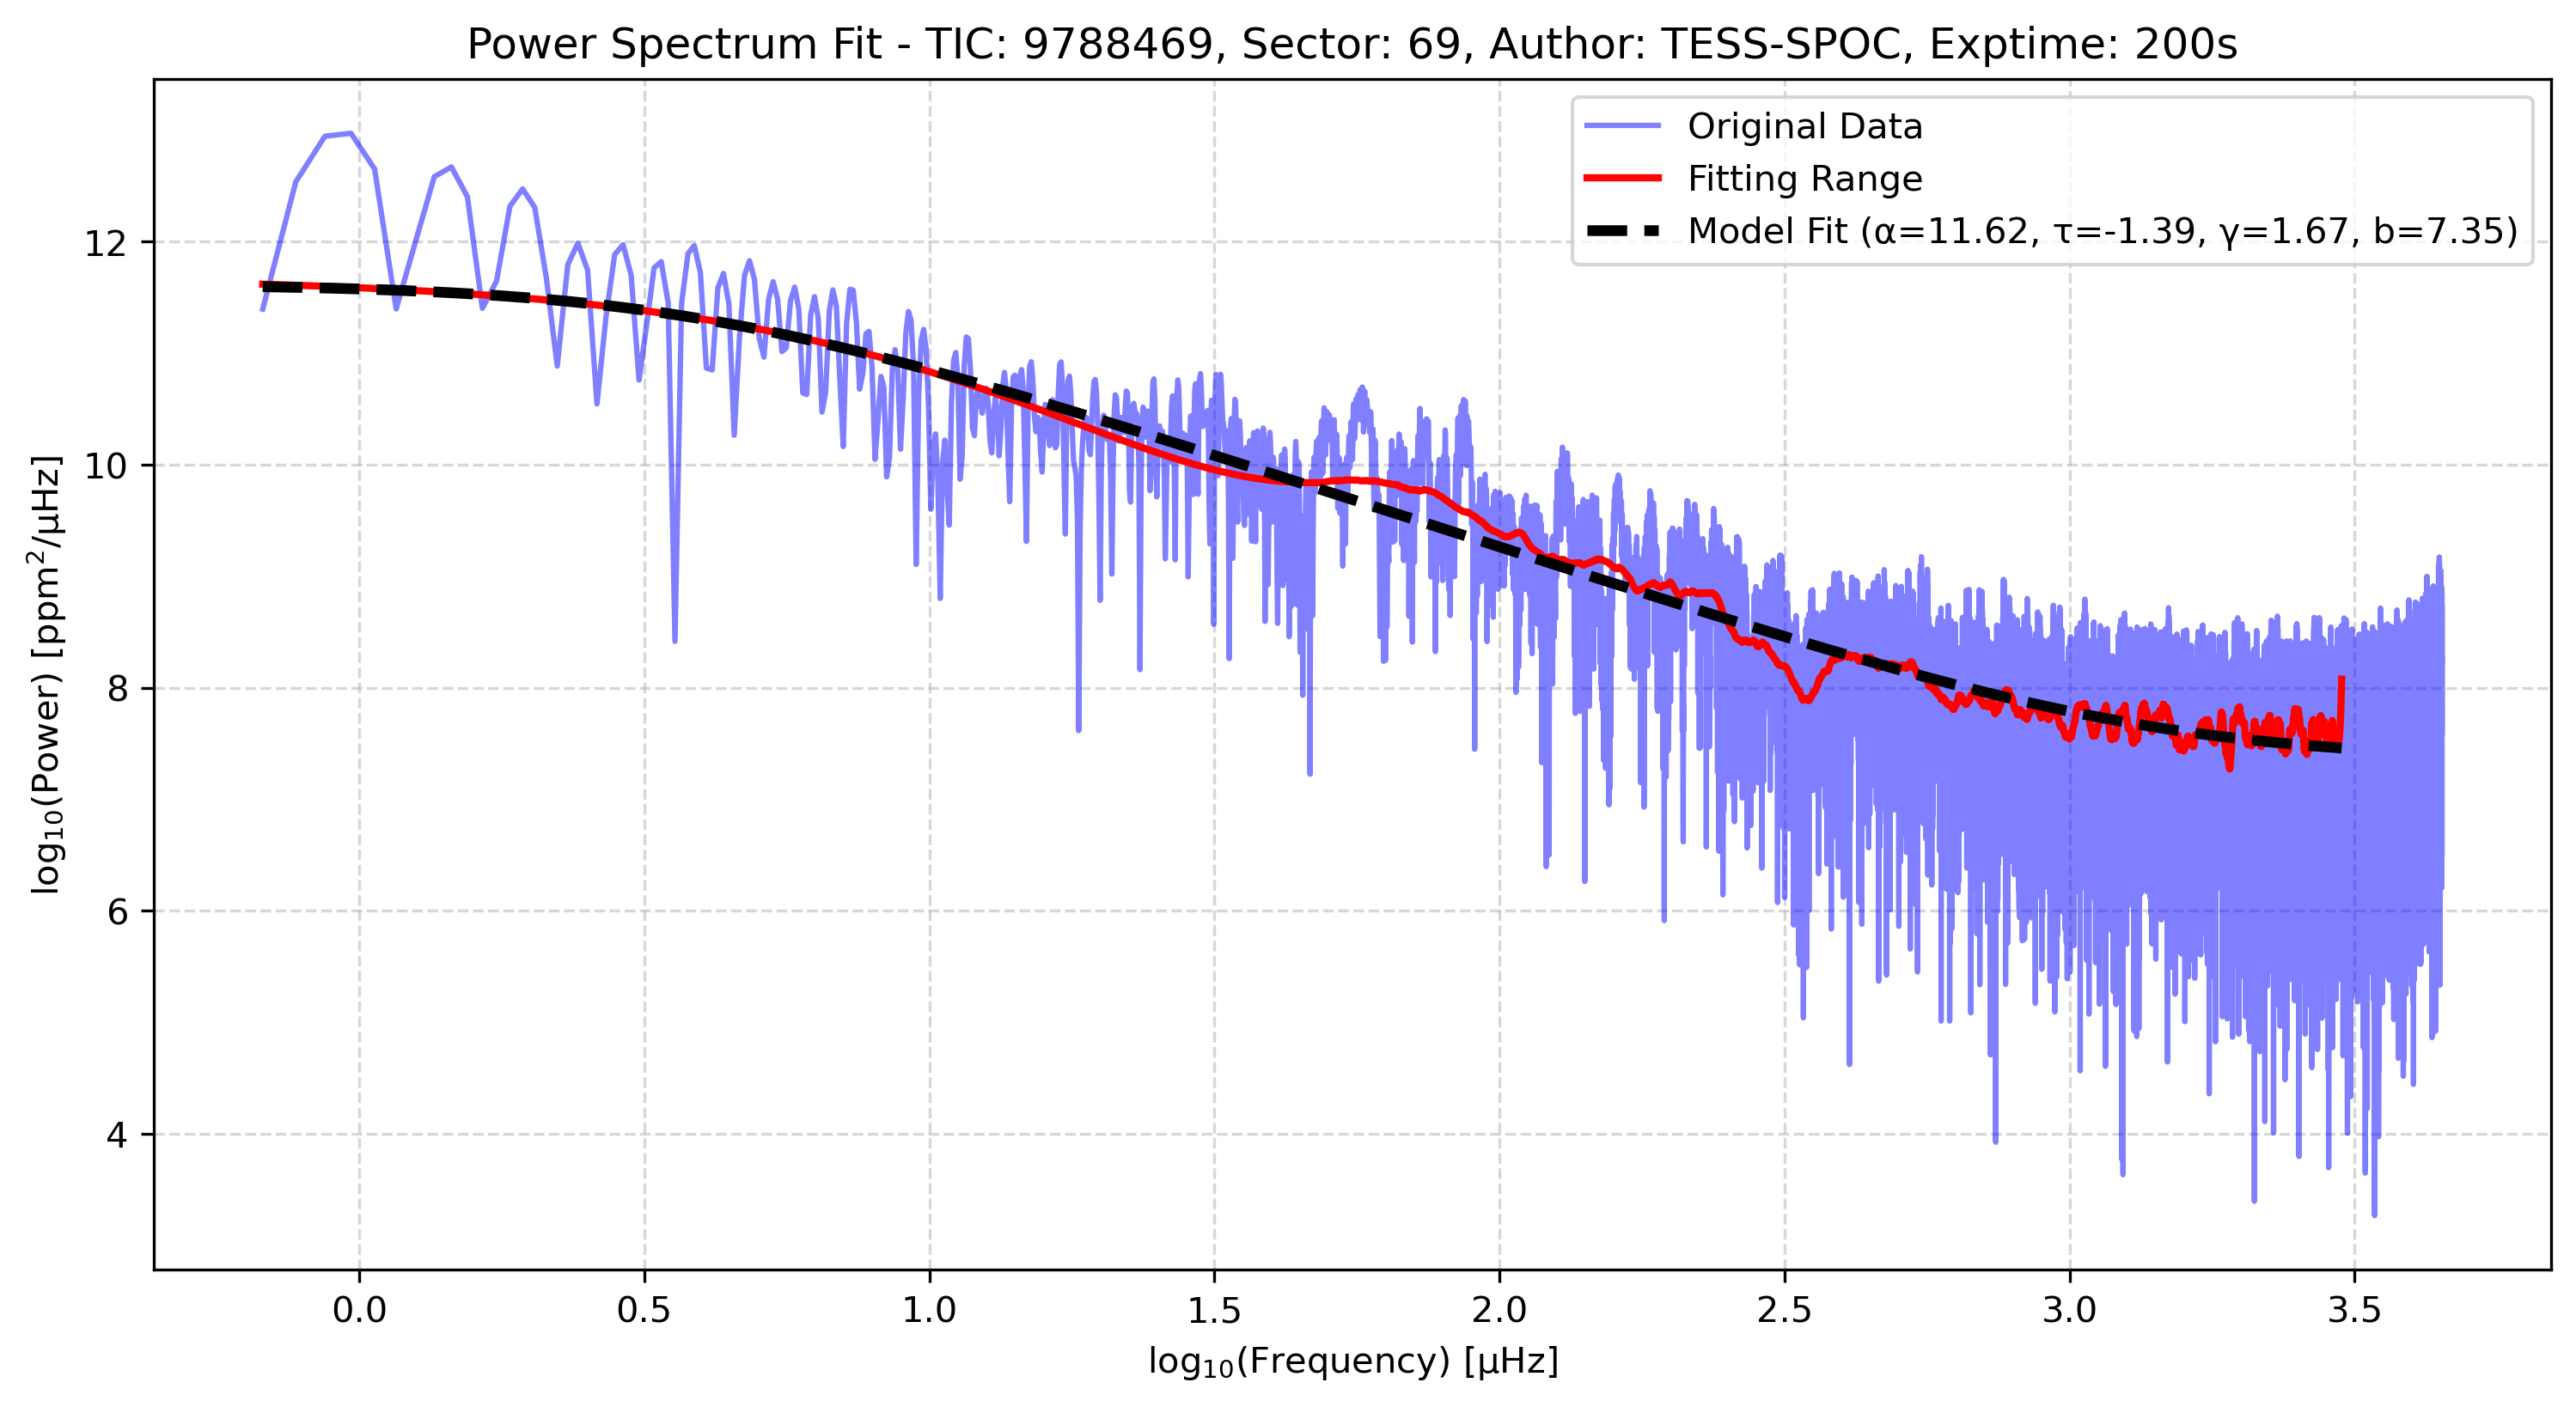 Power Spectrum Fit - TIC: 9788469, Sector: 69, Author: TESS-SPOC, Exptime: 200s
Original Data
Fitting Range
Model Fit (α=11.62, τ=-1.39, γ=1.67, b=7.35)
log₁₀(Power) [ppm²/μHz]
12
10
8
6
4
0.0 0.5 1.0 1.5 2.0 2.5 3.0 3.5
log₁₀(Frequency) [μHz]